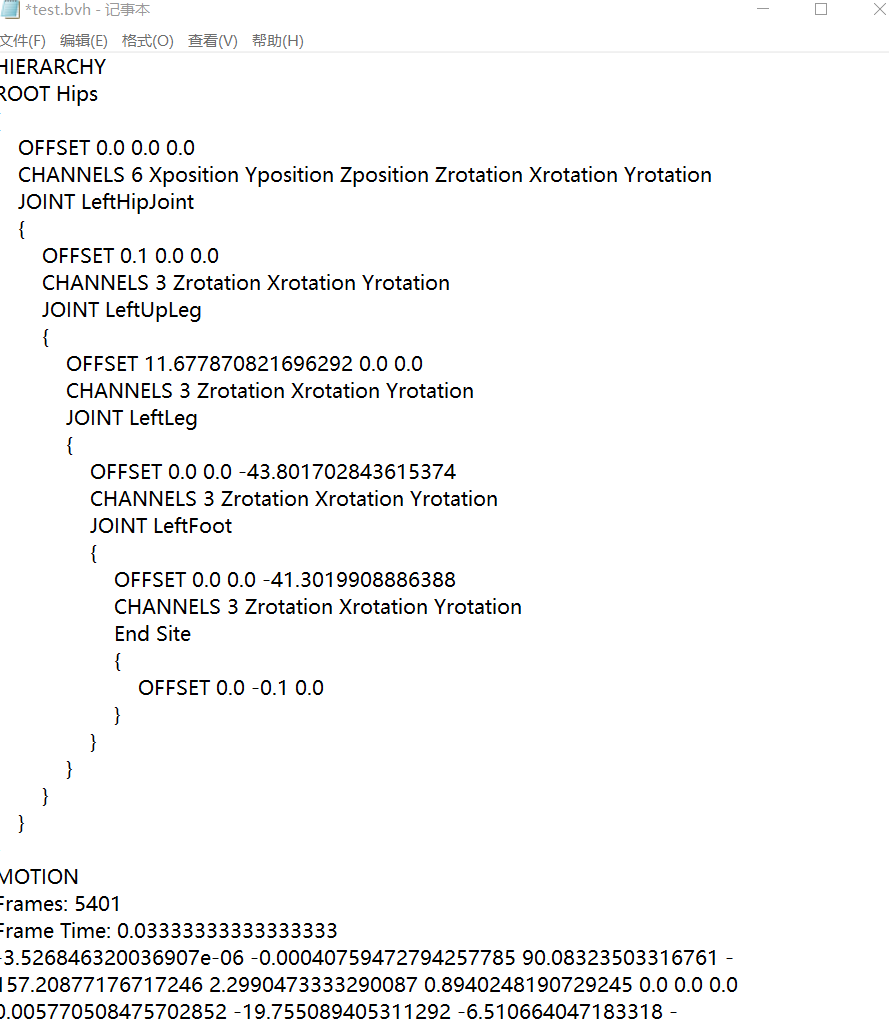 *test.bvh - 记事本
文件(F) 编辑(E) 格式(O) 查看(V) 帮助(H)
HIERARCHY
ROOT Hips
{
OFFSET 0.0 0.0 0.0
CHANNELS 6 Xposition Yposition Zposition Zrotation Xrotation Yrotation
JOINT LeftHipJoint
{
OFFSET 0.1 0.0 0.0
CHANNELS 3 Zrotation Xrotation Yrotation
JOINT LeftUpLeg
{
OFFSET 11.677870821696292 0.0 0.0
CHANNELS 3 Zrotation Xrotation Yrotation
JOINT LeftLeg
{
OFFSET 0.0 0.0 -43.801702843615374
CHANNELS 3 Zrotation Xrotation Yrotation
JOINT LeftFoot
{
OFFSET 0.0 0.0 -41.3019908886388
CHANNELS 3 Zrotation Xrotation Yrotation
End Site
{
OFFSET 0.0 -0.1 0.0
}
}
}
}
}
MOTION
Frames: 5401
Frame Time: 0.03333333333333333
-3.526846320036907e-06 -0.00040759472794257785 90.08323503316761 -
157.20877176717246 2.2990473333290087 0.8940248190729245 0.0 0.0 0.0
0.005770508475702852 -19.755089405311292 -6.510664047183318 -